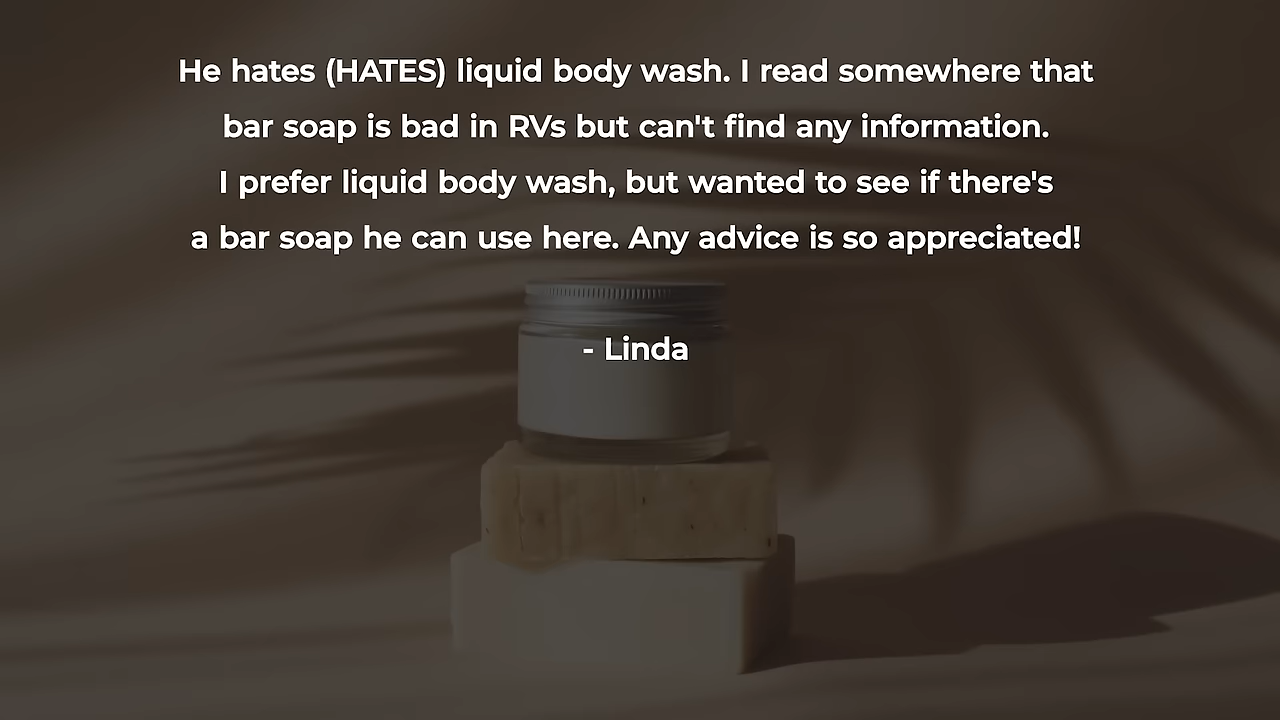 He hates (HATES) liquid body wash. I read somewhere that
bar soap is bad in RVs but can't find any information.
I prefer liquid body wash, but wanted to see if there's
a bar soap he can use here. Any advice is so appreciated!
- Linda